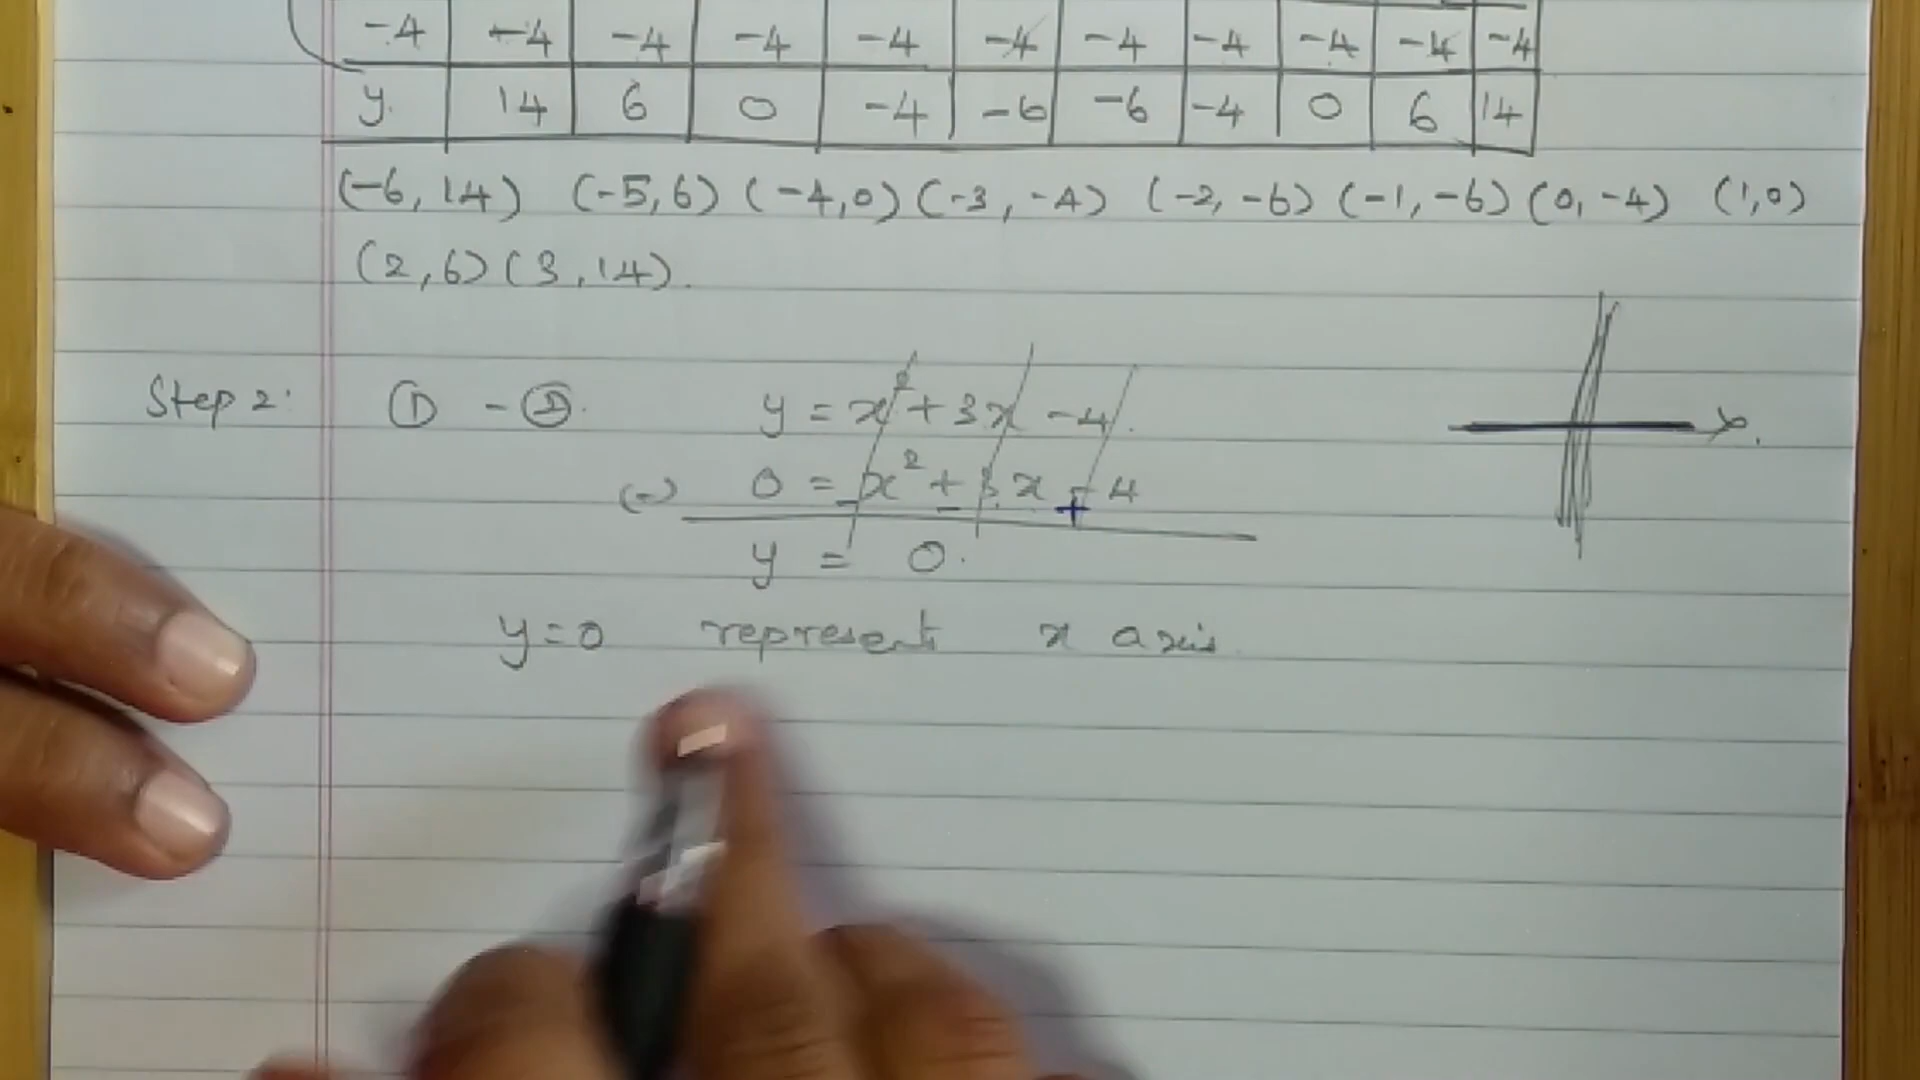 -4 -4 -4 -4 -4 -4 -4 -4 -4 -4 -4
y. 14 6 0 -4 -6 -6 -4 0 6 14
(-6, 14) (-5, 6) (-4, 0) (-3, -4) (-2, -6) (-1, -6) (0, -4) (1, 0)
(2, 6) (3, 14).
Step 2: ① - ②. y = x² + 3x - 4.
(-) 0 = x² + 3x - 4
- - +
y = 0.
y=0 represents x axis.